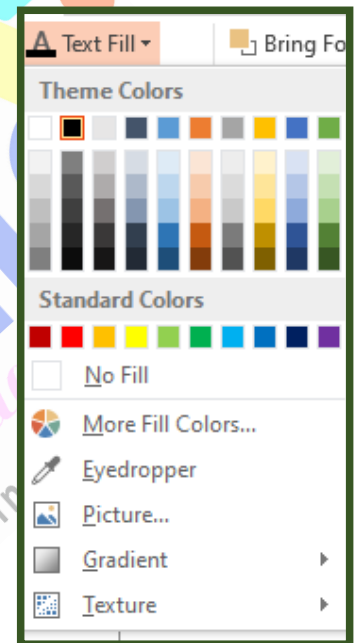 A Text Fill
Bring Fo
Theme Colors
Standard Colors
No Fill
More Fill Colors...
Eyedropper
Picture...
Gradient
Texture